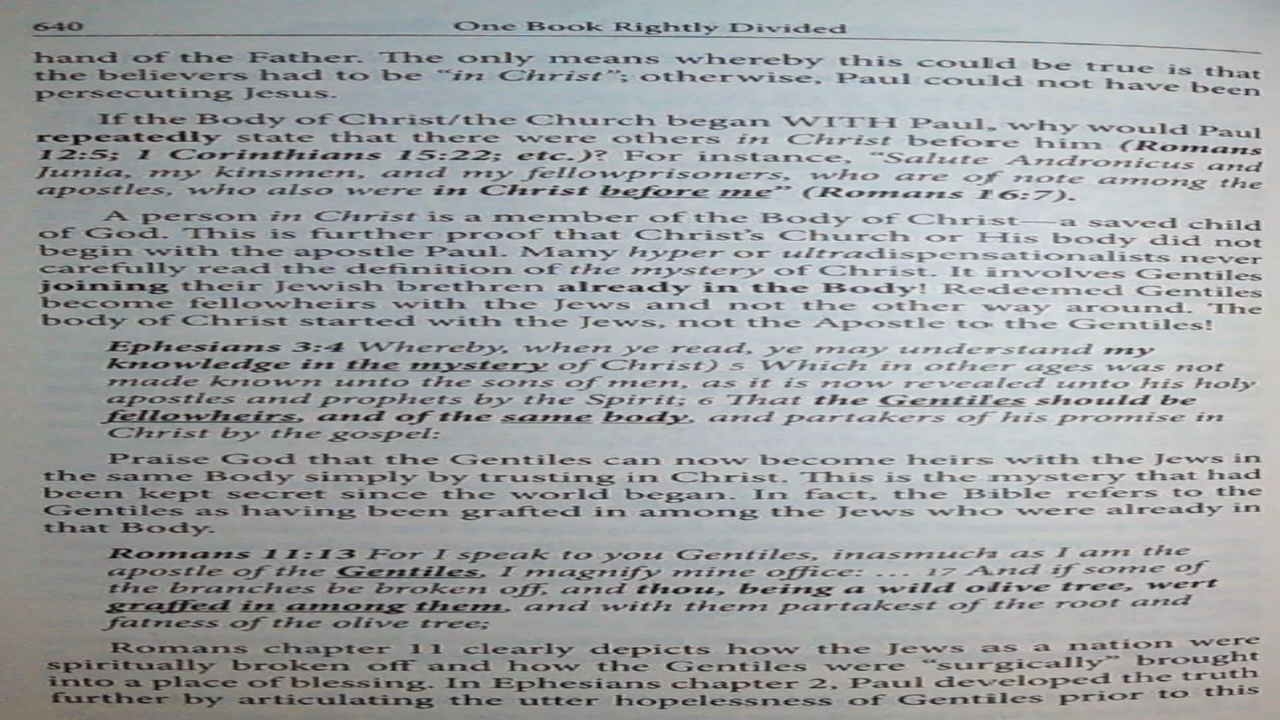 640 One Book Rightly Divided
hand of the Father. The only means whereby this could be true is that
the believers had to be “in Christ”; otherwise, Paul could not have been
persecuting Jesus.
If the Body of Christ/the Church began WITH Paul, why would Paul
repeatedly state that there were others in Christ before him (Romans
12:5; 1 Corinthians 15:22; etc.)? For instance, “Salute Andronicus and
Junia, my kinsmen, and my fellowprisoners, who are of note among the
apostles, who also were in Christ before me” (Romans 16:7).
A person in Christ is a member of the Body of Christ—a saved child
of God. This is further proof that Christ’s Church or His body did not
begin with the apostle Paul. Many hyper or ultradispensationalists never
carefully read the definition of the mystery of Christ. It involves Gentiles
joining their Jewish brethren already in the Body! Redeemed Gentiles
become fellowheirs with the Jews and not the other way around. The
body of Christ started with the Jews, not the Apostle to the Gentiles!
Ephesians 3:4 Whereby, when ye read, ye may understand my
knowledge in the mystery of Christ) 5 Which in other ages was not
made known unto the sons of men, as it is now revealed unto his holy
apostles and prophets by the Spirit; 6 That the Gentiles should be
fellowheirs, and of the same body, and partakers of his promise in
Christ by the gospel:
Praise God that the Gentiles can now become heirs with the Jews in
the same Body simply by trusting in Christ. This is the mystery that had
been kept secret since the world began. In fact, the Bible refers to the
Gentiles as having been grafted in among the Jews who were already in
that Body.
Romans 11:13 For I speak to you Gentiles, inasmuch as I am the
apostle of the Gentiles, I magnify mine office: ... 17 And if some of
the branches be broken off, and thou, being a wild olive tree, wert
graffed in among them, and with them partakest of the root and
fatness of the olive tree;
Romans chapter 11 clearly depicts how the Jews as a nation were
spiritually broken off and how the Gentiles were “surgically” brought
into a place of blessing. In Ephesians chapter 2, Paul developed the truth
further by articulating the utter hopelessness of Gentiles prior to this